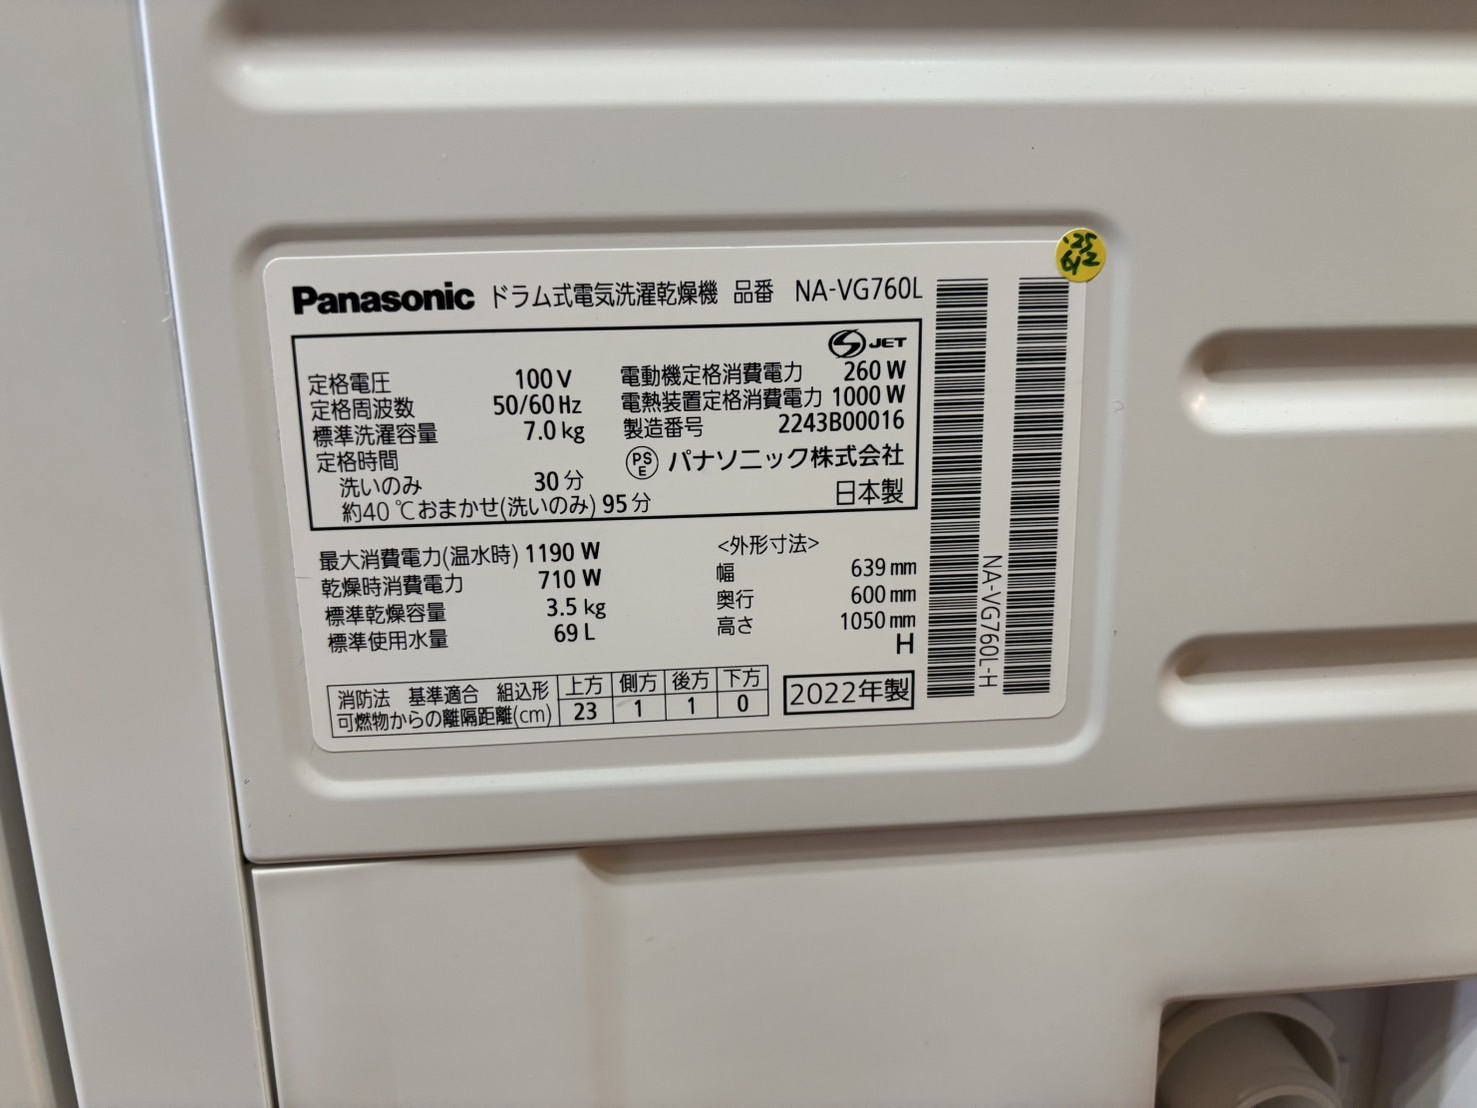 '25
6/2
Panasonic ドラム式電気洗濯乾燥機 品番 NA-VG760L
JET
定格電圧 100 V 電動機定格消費電力 260 W
定格周波数 50/60 Hz 電熱装置定格消費電力 1000 W
標準洗濯容量 7.0 kg 製造番号 2243B00016
定格時間 PSE パナソニック株式会社
洗いのみ 30 分 日本製
約40 ℃おまかせ(洗いのみ) 95 分
最大消費電力(温水時) 1190 W <外形寸法>
乾燥時消費電力 710 W 幅 639 mm
標準乾燥容量 3.5 kg 奥行 600 mm
標準使用水量 69 L 高さ 1050 mm
H
消防法 基準適合 組込形 上方 側方 後方 下方
可燃物からの離隔距離(cm) 23 1 1 0
2022年製
NA-VG760L-H